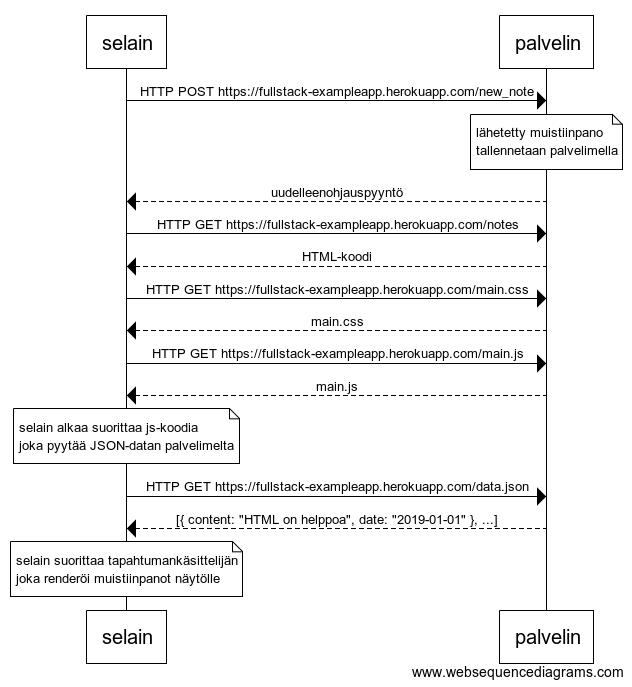 selain
palvelin
HTTP POST https://fullstack-exampleapp.herokuapp.com/new_note
lähetetty muistiinpano
tallennetaan palvelimella
uudelleenohjauspyyntö
HTTP GET https://fullstack-exampleapp.herokuapp.com/notes
HTML-koodi
HTTP GET https://fullstack-exampleapp.herokuapp.com/main.css
main.css
HTTP GET https://fullstack-exampleapp.herokuapp.com/main.js
main.js
selain alkaa suorittaa js-koodia
joka pyytää JSON-datan palvelimelta
HTTP GET https://fullstack-exampleapp.herokuapp.com/data.json
[{ content: "HTML on helppoa", date: "2019-01-01" }, ...]
selain suorittaa tapahtumankäsittelijän
joka renderöi muistiinpanot näytölle
selain
palvelin
www.websequencediagrams.com